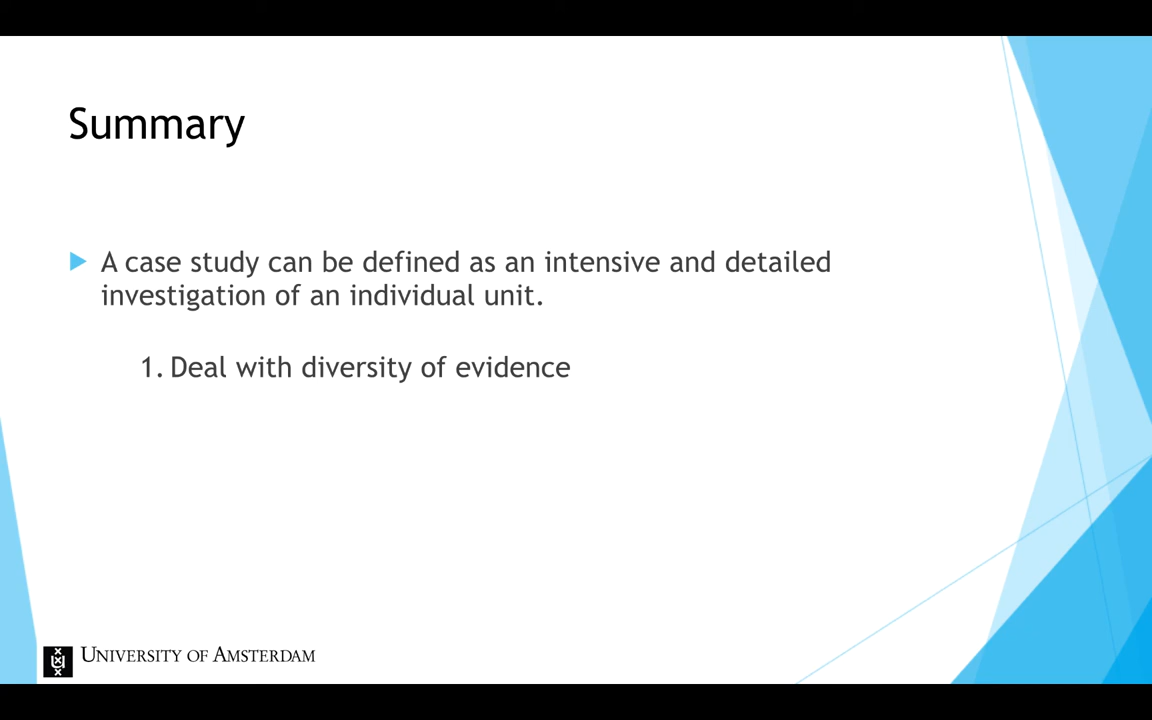 Summary
A case study can be defined as an intensive and detailed
investigation of an individual unit.
1. Deal with diversity of evidence
UNIVERSITY OF AMSTERDAM